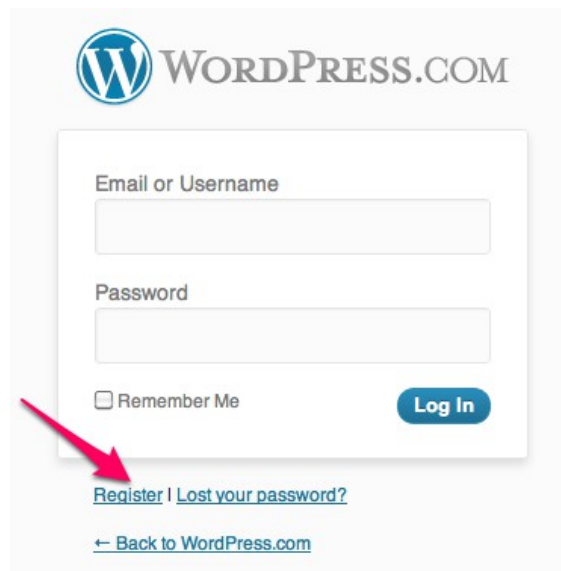 WORDPRESS.COM
Email or Username
Password
Remember Me
Log In
Register | Lost your password?
← Back to WordPress.com